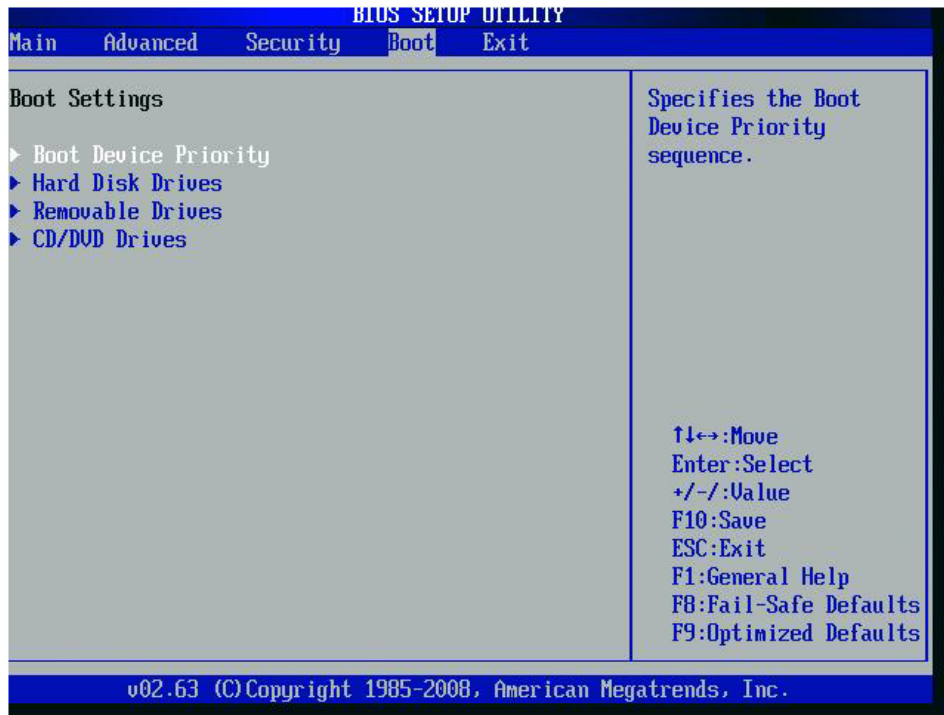 BIOS SETUP UTILITY
Main Advanced Security Boot Exit
Boot Settings
Boot Device Priority
Hard Disk Drives
Removable Drives
CD/DVD Drives
Specifies the Boot
Device Priority
sequence.
↑↓←→:Move
Enter:Select
+/-/:Value
F10:Save
ESC:Exit
F1:General Help
F8:Fail-Safe Defaults
F9:Optimized Defaults
v02.63 (C)Copyright 1985-2008, American Megatrends, Inc.